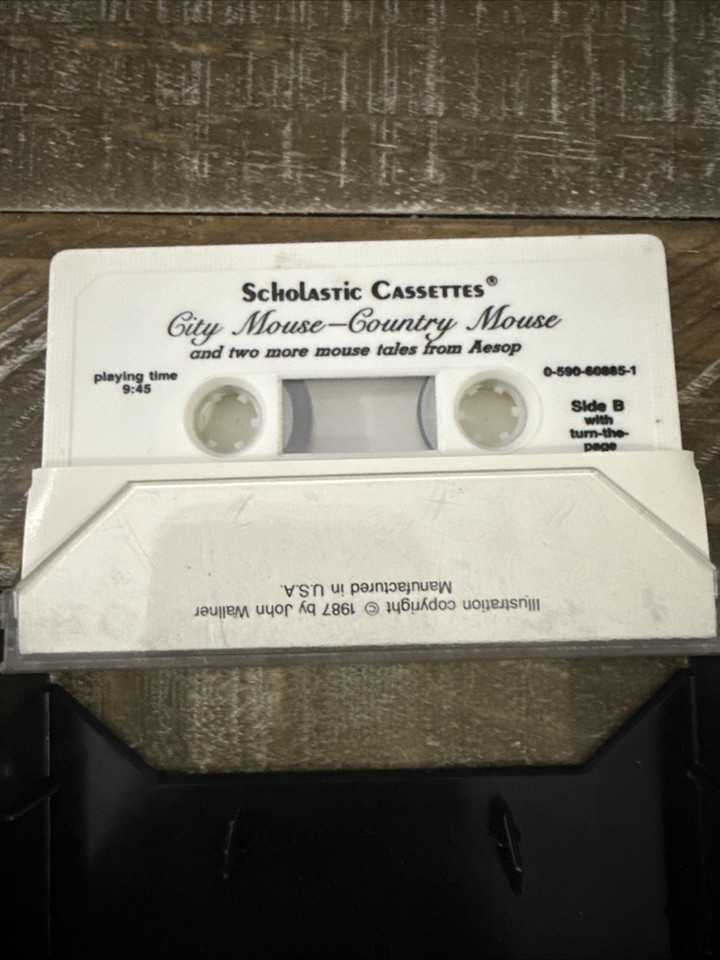 Scholastic Cassettes®
City Mouse–Country Mouse
and two more mouse tales from Aesop
playing time
9:45
0-590-60885-1
Side B
with
turn-the-
page
Illustration copyright © 1987 by John Wallner
Manufactured in U.S.A.